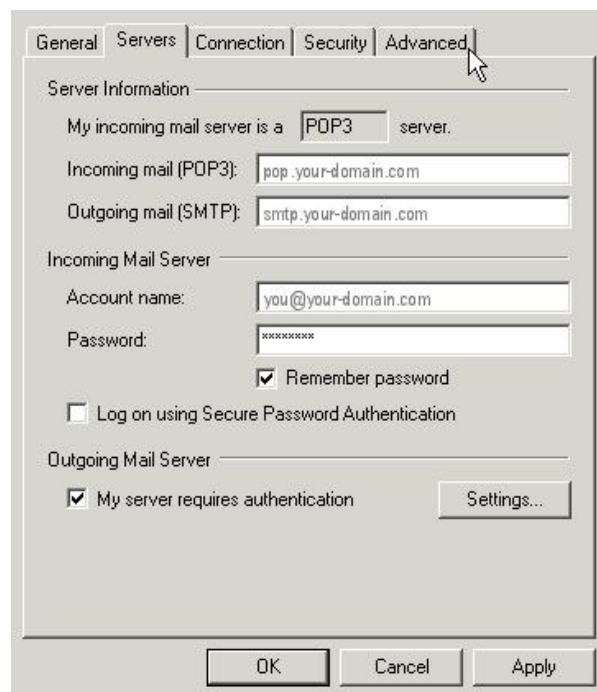 General Servers Connection Security Advanced
Server Information
My incoming mail server is a POP3 server.
Incoming mail (POP3): pop.your-domain.com
Outgoing mail (SMTP): smtp.your-domain.com
Incoming Mail Server
Account name: you@your-domain.com
Password: ********
Remember password
Log on using Secure Password Authentication
Outgoing Mail Server
My server requires authentication Settings...
OK Cancel Apply